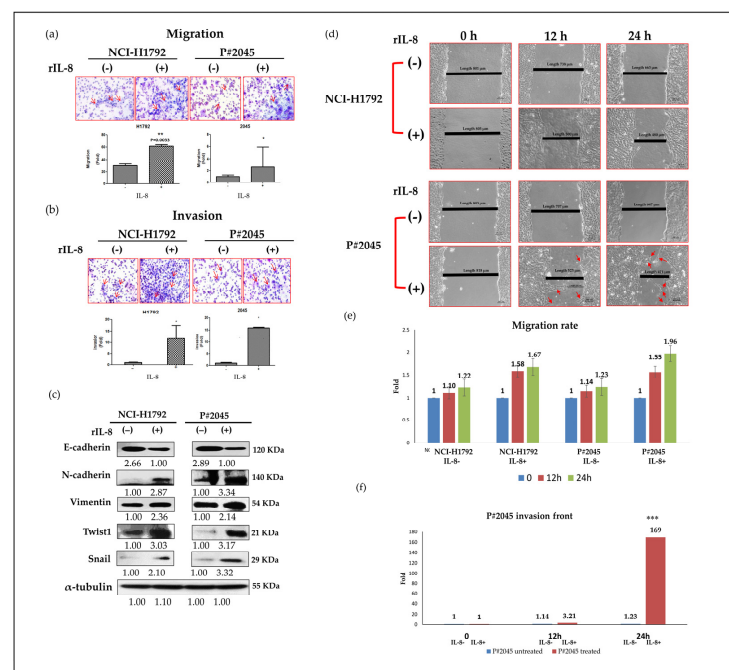 (a)
Migration
NCI-H1792 P#2045
rIL-8 (-) (+) (-) (+)
H1792 2045
**
P=0.0033
*
Migration (Fold)
Migration (Fold)
- + - +
IL-8 IL-8
(b)
Invasion
NCI-H1792 P#2045
rIL-8 (-) (+) (-) (+)
H1792 2045
Invasion (Fold)
Invasion (Fold)
- + - +
IL-8 IL-8
(c)
NCI-H1792 P#2045
rIL-8 (−) (+) (−) (+)
E-cadherin 120 KDa
2.66 1.00 2.89 1.00
N-cadherin 140 KDa
1.00 2.87 1.00 3.34
Vimentin 54 KDa
1.00 2.36 1.00 2.14
Twist1 21 KDa
1.00 3.03 1.00 3.17
Snail 29 KDa
1.00 2.10 1.00 3.32
α-tubulin 55 KDa
1.00 1.10 1.00 1.00
(d)
rIL-8 0 h 12 h 24 h
(-)
NCI-H1792
(+)
rIL-8
(-)
P#2045
(+)
(e)
Migration rate
Fold
2.5
2
1.5
1
0.5
0
1 1.10 1.22 1 1.58 1.67 1 1.14 1.23 1 1.55 1.96
NCI-H1792 NCI-H1792 P#2045 P#2045
IL-8- IL-8+ IL-8- IL-8+
0 12h 24h
(f)
P#2045 invasion front
Fold
160
140
120
100
80
60
40
20
0
***
169
1 1 1.14 3.21 1.23
IL-8- IL-8+ IL-8- IL-8+ IL-8- IL-8+
0 12h 24h
P#2045 untreated P#2045 treated